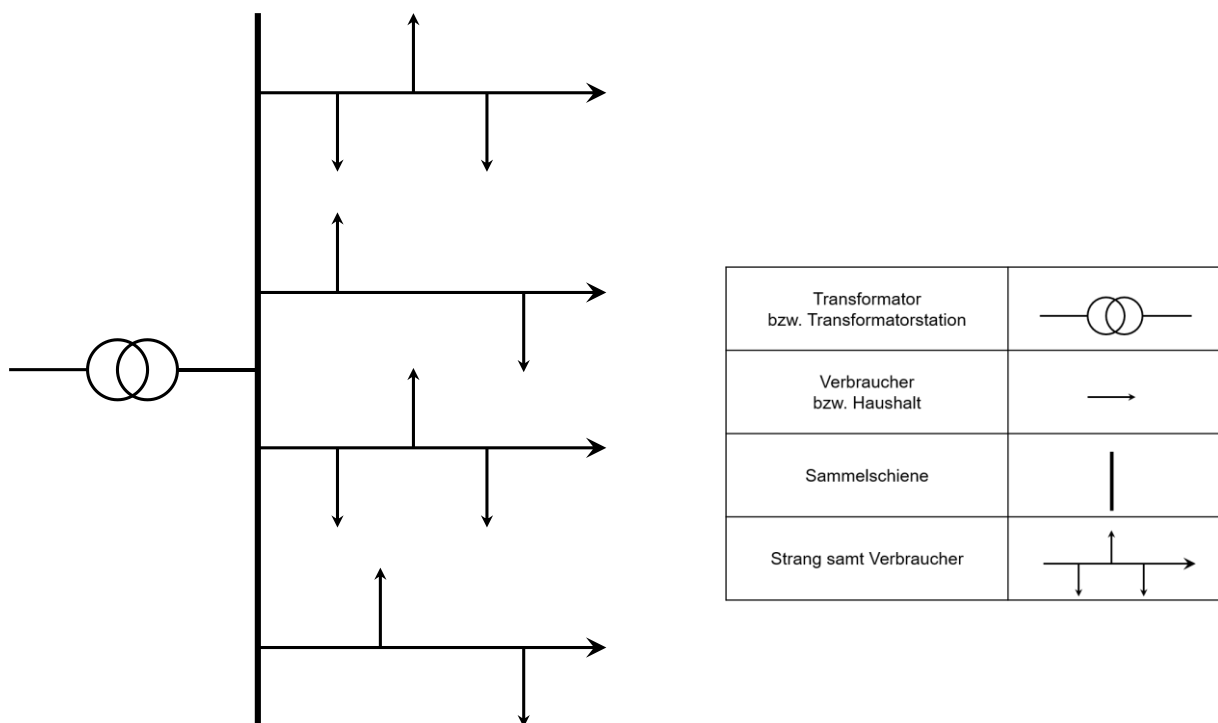 Transformator
bzw. Transformatorstation
Verbraucher
bzw. Haushalt
Sammelschiene
Strang samt Verbraucher